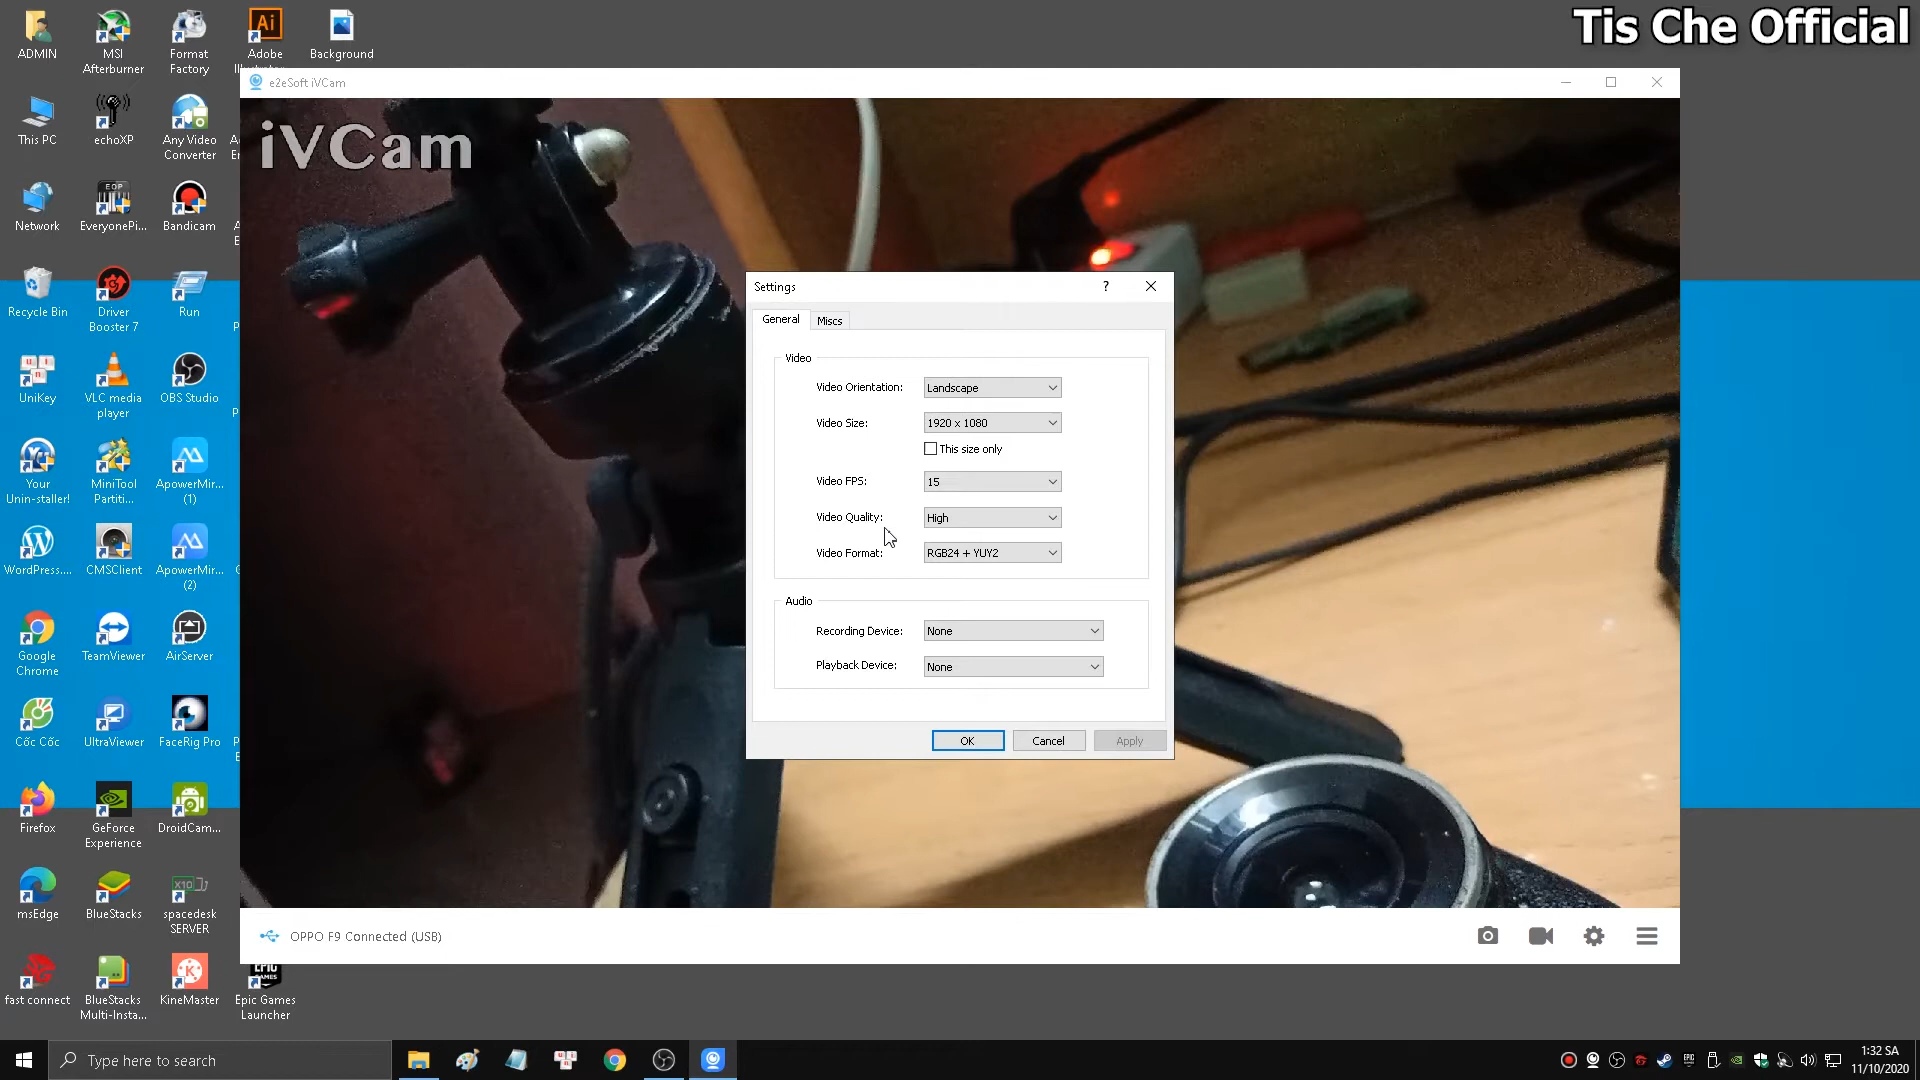 Tis Che Official
ADMIN
MSI
Afterburner
Format
Factory
Adobe
Background
e2eSoft iVCam
iVCam
This PC
echoXP
Any Video
Converter
Network
EveryonePi...
Bandicam
Recycle Bin
Driver
Booster 7
Run
UniKey
VLC media
player
OBS Studio
Your
Unin-staller!
MiniTool
Partiti...
ApowerMir...
(1)
WordPress....
CMSClient
ApowerMir...
(2)
Google
Chrome
TeamViewer
AirServer
Cốc Cốc
UltraViewer
FaceRig Pro
Firefox
GeForce
Experience
DroidCam...
msEdge
BlueStacks
spacedesk
SERVER
fast connect
BlueStacks
Multi-Insta...
KineMaster
Epic Games
Launcher
Settings
General
Miscs
Video
Video Orientation:
Landscape
Video Size:
1920 x 1080
This size only
Video FPS:
15
Video Quality:
High
Video Format:
RGB24 + YUY2
Audio
Recording Device:
None
Playback Device:
None
OK
Cancel
Apply
OPPO F9 Connected (USB)
Type here to search
1:32 SA
11/10/2020